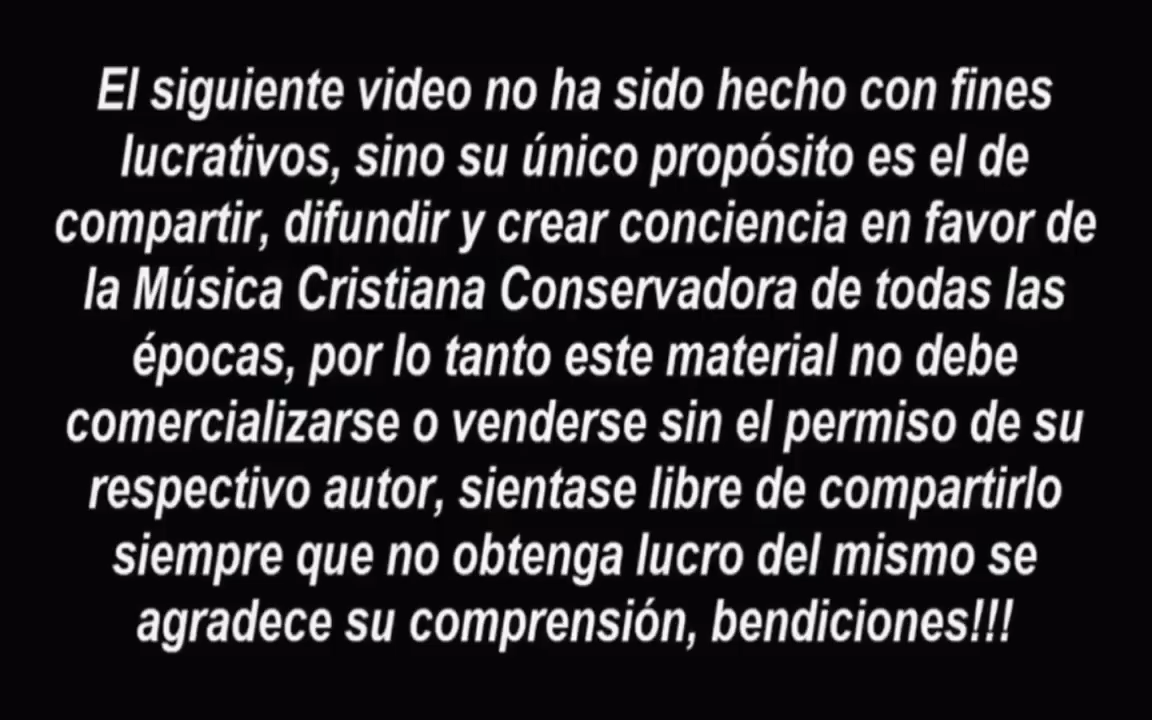 El siguiente video no ha sido hecho con fines
lucrativos, sino su único propósito es el de
compartir, difundir y crear conciencia en favor de
la Música Cristiana Conservadora de todas las
épocas, por lo tanto este material no debe
comercializarse o venderse sin el permiso de su
respectivo autor, sientase libre de compartirlo
siempre que no obtenga lucro del mismo se
agradece su comprensión, bendiciones!!!